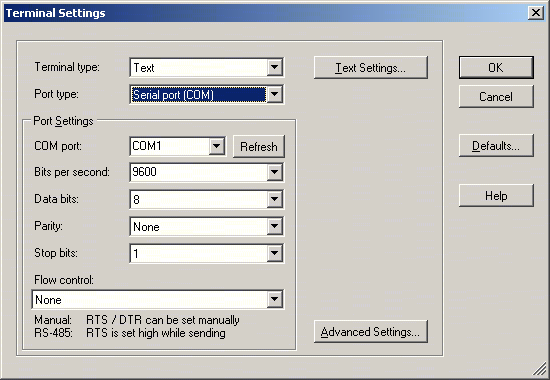 Terminal Settings
Terminal type: Text Text Settings... OK
Port type: Serial port (COM) Cancel
Port Settings
COM port: COM1 Refresh Defaults...
Bits per second: 9600
Data bits: 8 Help
Parity: None
Stop bits: 1
Flow control:
None
Manual: RTS / DTR can be set manually
RS-485: RTS is set high while sending Advanced Settings...